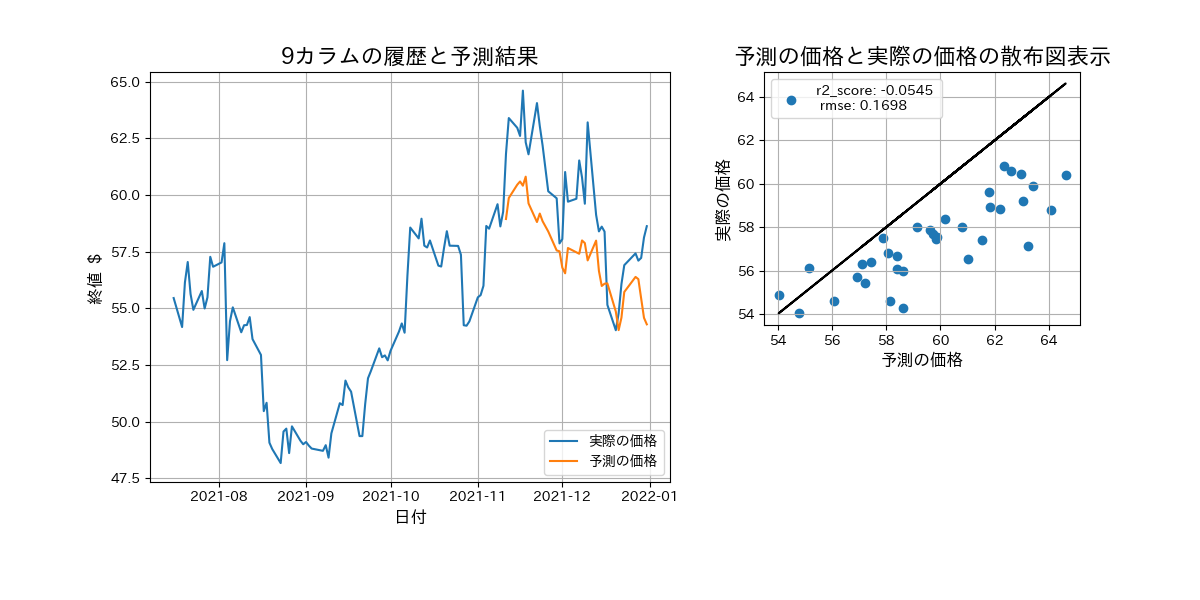 9カラムの履歴と予測結果
65.0
62.5
60.0
57.5
55.0
52.5
50.0
47.5
終値 $
2021-08 2021-09 2021-10 2021-11 2021-12 2022-01
日付
実際の価格
予測の価格
予測の価格と実際の価格の散布図表示
r2_score: -0.0545
rmse: 0.1698
64
62
60
58
56
54
実際の価格
54 56 58 60 62 64
予測の価格